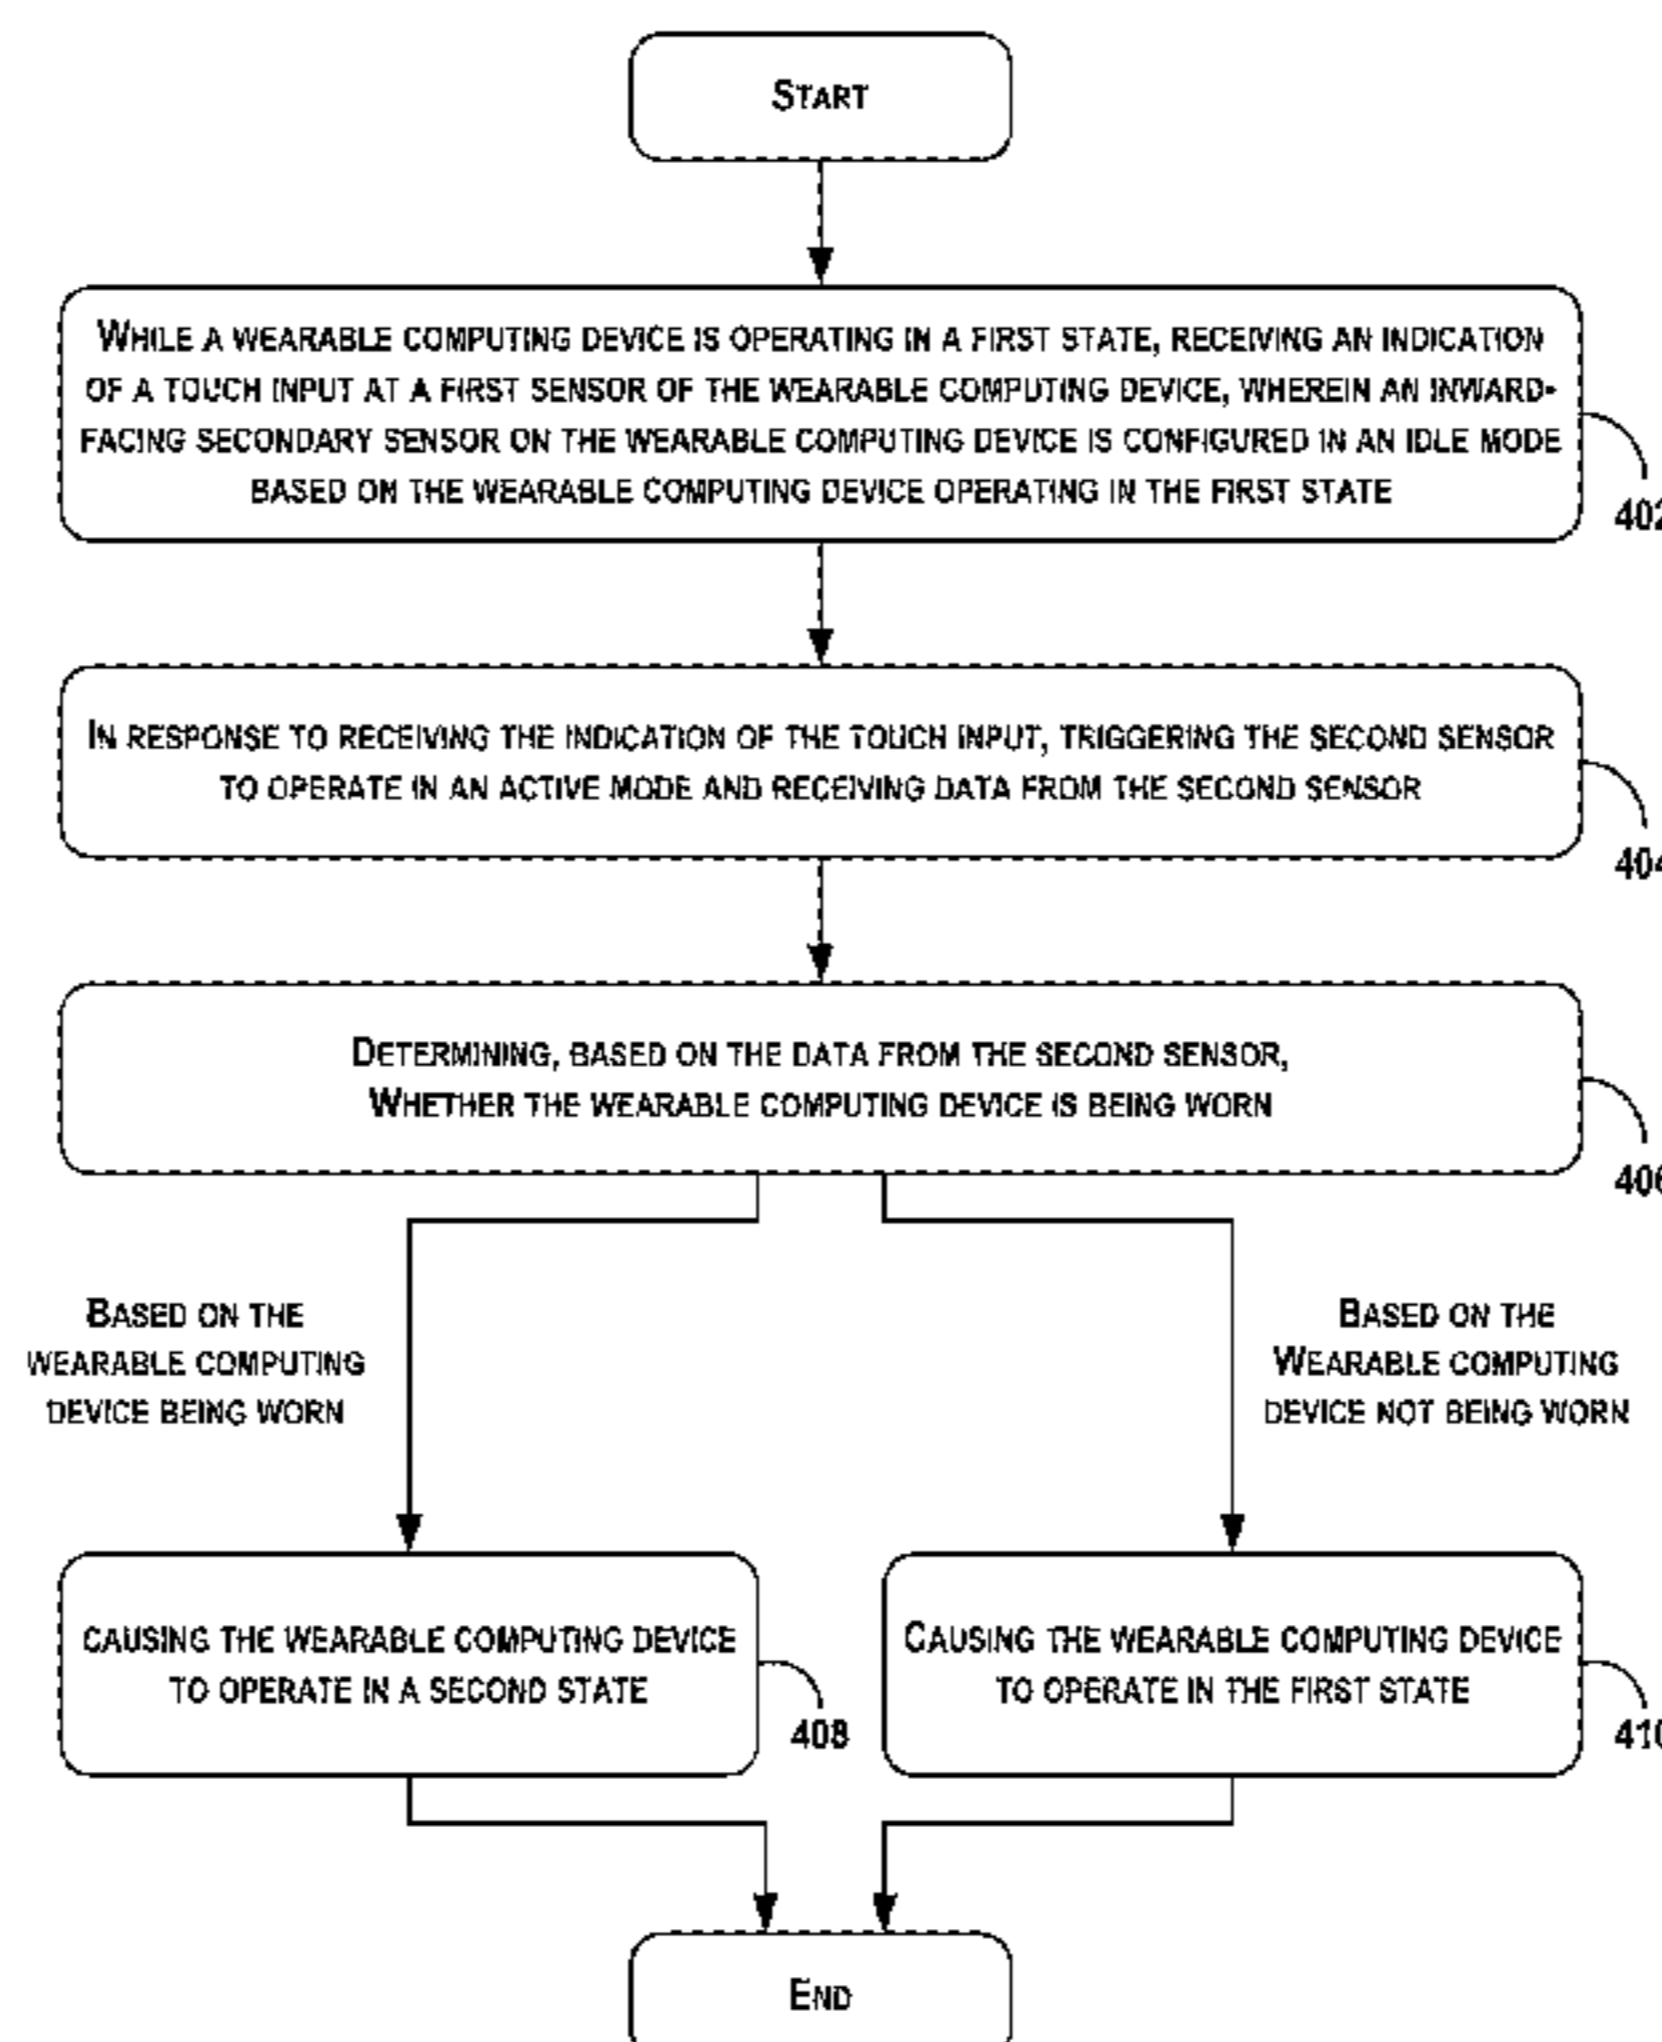 START
WHILE A WEARABLE COMPUTING DEVICE IS OPERATING IN A FIRST STATE, RECEIVING AN INDICATION
OF A TOUCH INPUT AT A FIRST SENSOR OF THE WEARABLE COMPUTING DEVICE, WHEREIN AN INWARD-
FACING SECONDARY SENSOR ON THE WEARABLE COMPUTING DEVICE IS CONFIGURED IN AN IDLE MODE
BASED ON THE WEARABLE COMPUTING DEVICE OPERATING IN THE FIRST STATE
402
IN RESPONSE TO RECEIVING THE INDICATION OF THE TOUCH INPUT, TRIGGERING THE SECOND SENSOR
TO OPERATE IN AN ACTIVE MODE AND RECEIVING DATA FROM THE SECOND SENSOR
404
DETERMINING, BASED ON THE DATA FROM THE SECOND SENSOR,
WHETHER THE WEARABLE COMPUTING DEVICE IS BEING WORN
406
BASED ON THE
WEARABLE COMPUTING
DEVICE BEING WORN
BASED ON THE
WEARABLE COMPUTING
DEVICE NOT BEING WORN
CAUSING THE WEARABLE COMPUTING DEVICE
TO OPERATE IN A SECOND STATE
408
CAUSING THE WEARABLE COMPUTING DEVICE
TO OPERATE IN THE FIRST STATE
410
END